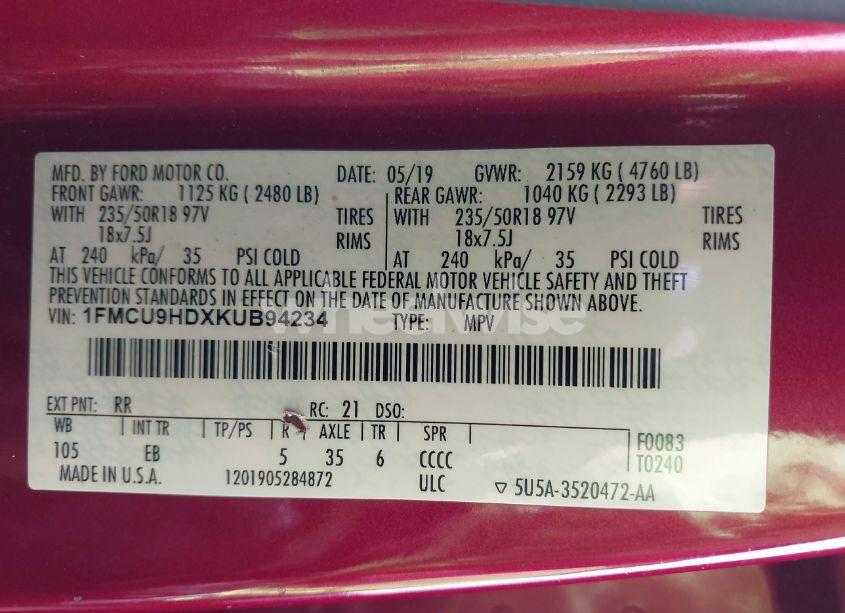 MFD. BY FORD MOTOR CO. DATE: 05/19 GVWR: 2159 KG ( 4760 LB)
FRONT GAWR: 1125 KG ( 2480 LB) REAR GAWR: 1040 KG ( 2293 LB)
WITH 235/50R18 97V TIRES WITH 235/50R18 97V TIRES
18x7.5J RIMS 18x7.5J RIMS
AT 240 kPa/ 35 PSI COLD AT 240 kPa/ 35 PSI COLD
THIS VEHICLE CONFORMS TO ALL APPLICABLE FEDERAL MOTOR VEHICLE SAFETY AND THEFT
PREVENTION STANDARDS IN EFFECT ON THE DATE OF MANUFACTURE SHOWN ABOVE.
VIN: 1FMCU9HDXKUB94234 TYPE: MPV
EXT PNT: RR RC: 21 DSO:
WB INT TR TP/PS R AXLE TR SPR F0083
105 EB 5 35 6 CCCC T0240
MADE IN U.S.A. 1201905284872 ULC ▽ 5U5A-3520472-AA